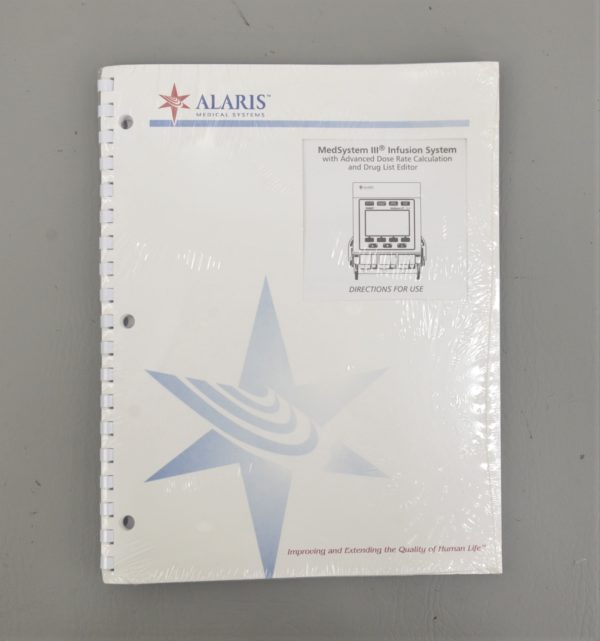 ALARIS™
MEDICAL SYSTEMS
MedSystem III® Infusion System
with Advanced Dose Rate Calculation
and Drug List Editor
DIRECTIONS FOR USE
Improving and Extending the Quality of Human Life™